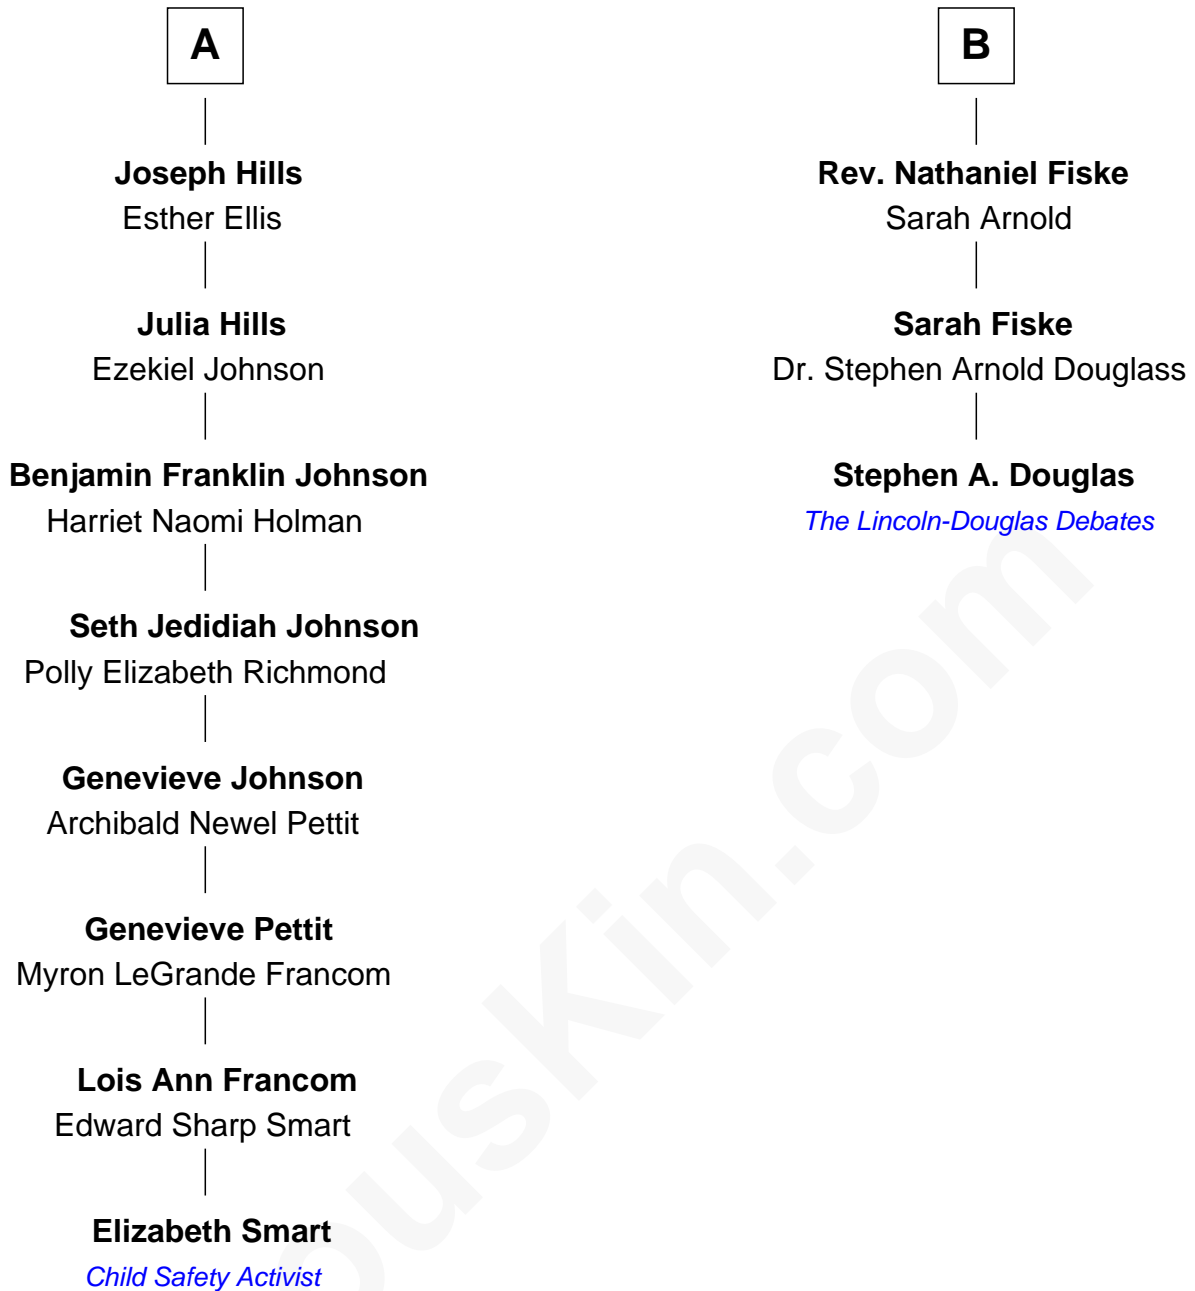 A
Joseph Hills
Esther Ellis
Julia Hills
Ezekiel Johnson
Benjamin Franklin Johnson
Harriet Naomi Holman
Seth Jedidiah Johnson
Polly Elizabeth Richmond
Genevieve Johnson
Archibald Newel Pettit
Genevieve Pettit
Myron LeGrande Francom
Lois Ann Francom
Edward Sharp Smart
Elizabeth Smart
Child Safety Activist
B
Rev. Nathaniel Fiske
Sarah Arnold
Sarah Fiske
Dr. Stephen Arnold Douglass
Stephen A. Douglas
The Lincoln-Douglas Debates
ousKin.com